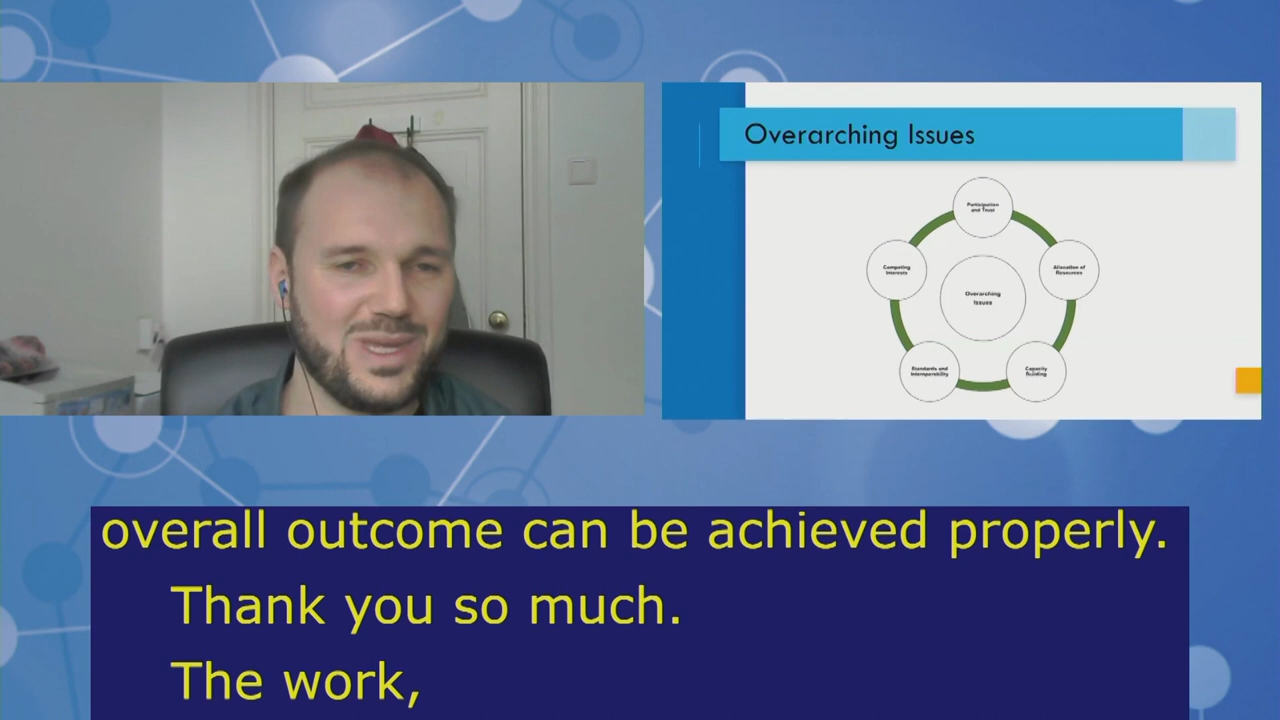 Overarching Issues
Participation
and Trust
Competing
Interests
Allocation of
Resources
Overarching
Issues
Standards and
Interoperability
Capacity
Building
overall outcome can be achieved properly.
Thank you so much.
The work,